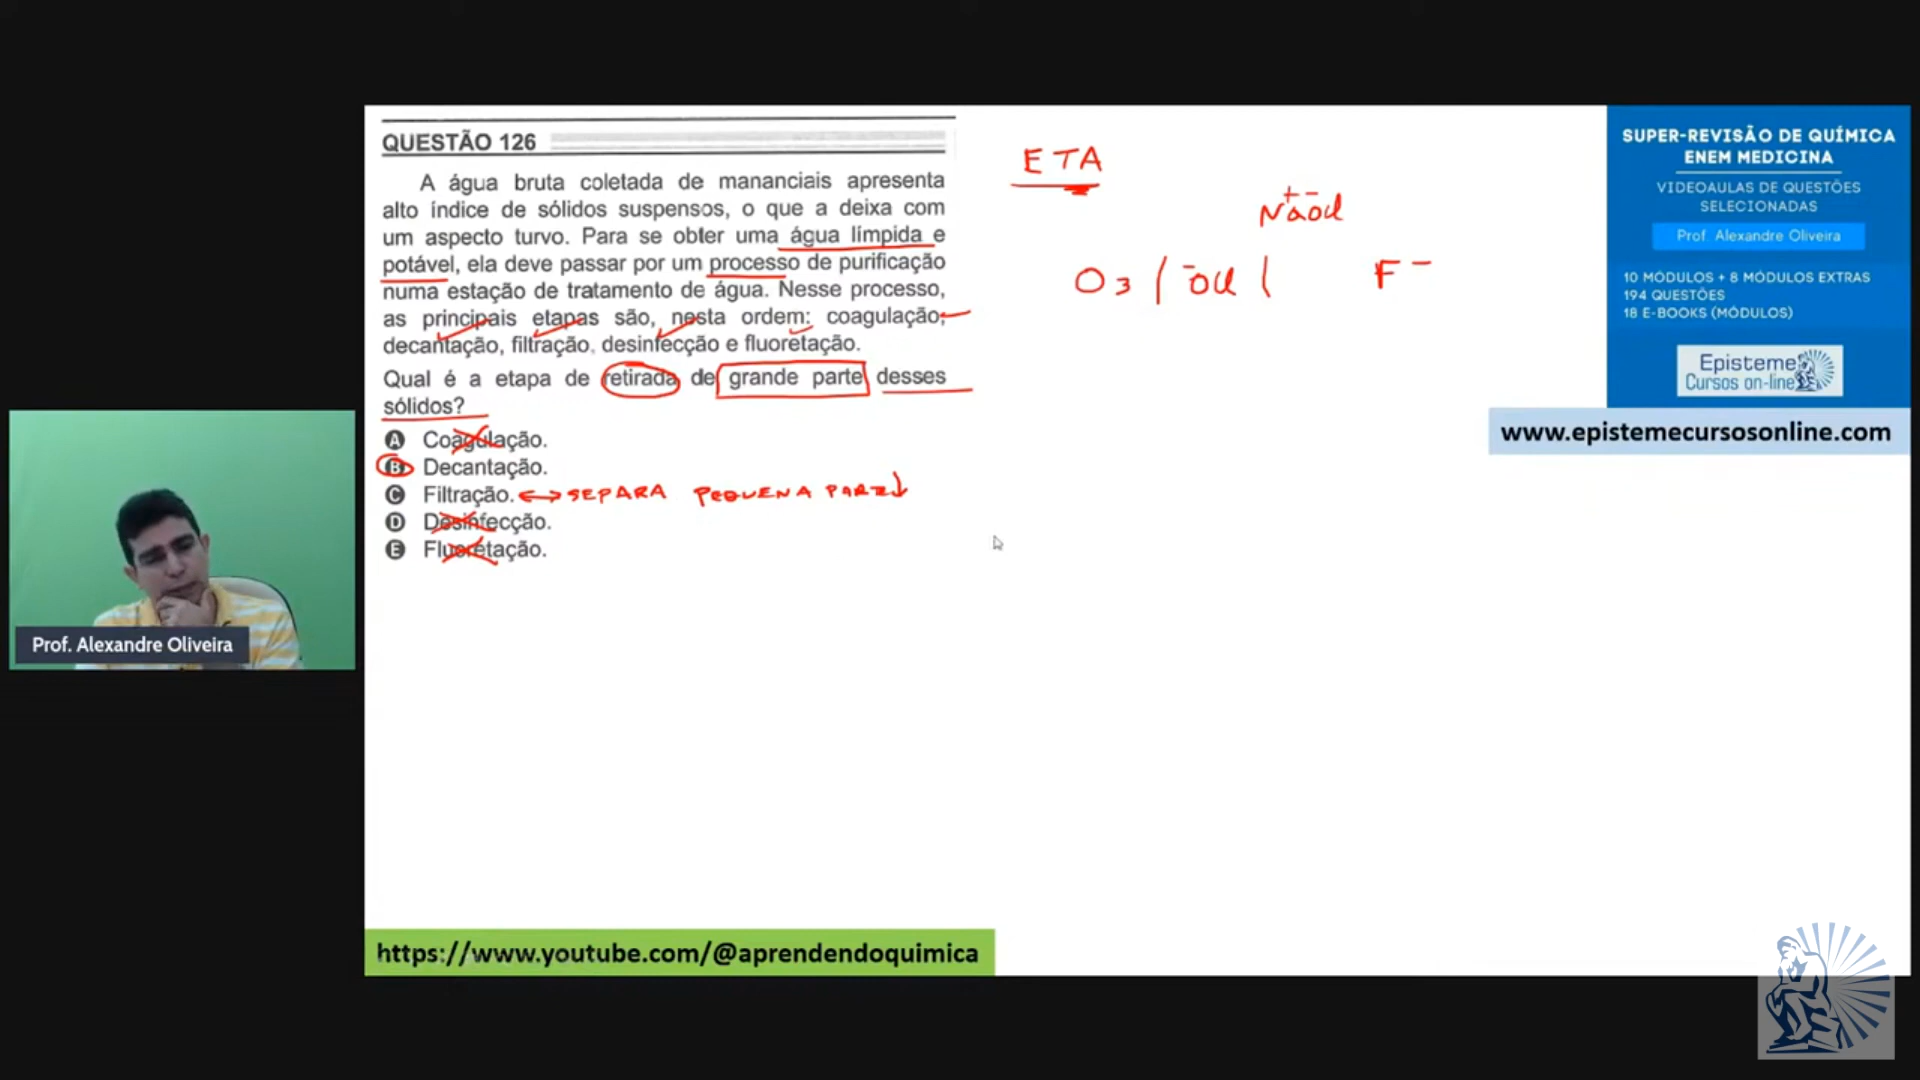 QUESTÃO 126
A água bruta coletada de mananciais apresenta
alto índice de sólidos suspensos, o que a deixa com
um aspecto turvo. Para se obter uma água límpida e
potável, ela deve passar por um processo de purificação
numa estação de tratamento de água. Nesse processo,
as principais etapas são, nesta ordem: coagulação,
decantação, filtração, desinfecção e fluoretação.
Qual é a etapa de retirada de grande parte desses
sólidos?
A Coagulação.
B Decantação.
C Filtração. ↔ SEPARA PEQUENA PARTE ↓
D Desinfecção.
E Fluoretação.
ETA
Na⁺ ⁻OCl
O₃ / ⁻OCl / F⁻
SUPER-REVISÃO DE QUÍMICA
ENEM MEDICINA
VIDEOAULAS DE QUESTÕES
SELECIONADAS
Prof. Alexandre Oliveira
10 MÓDULOS + 8 MÓDULOS EXTRAS
194 QUESTÕES
18 E-BOOKS (MÓDULOS)
Episteme
Cursos on-line
www.epistemecursosonline.com
Prof. Alexandre Oliveira
https://www.youtube.com/@aprendendoquimica